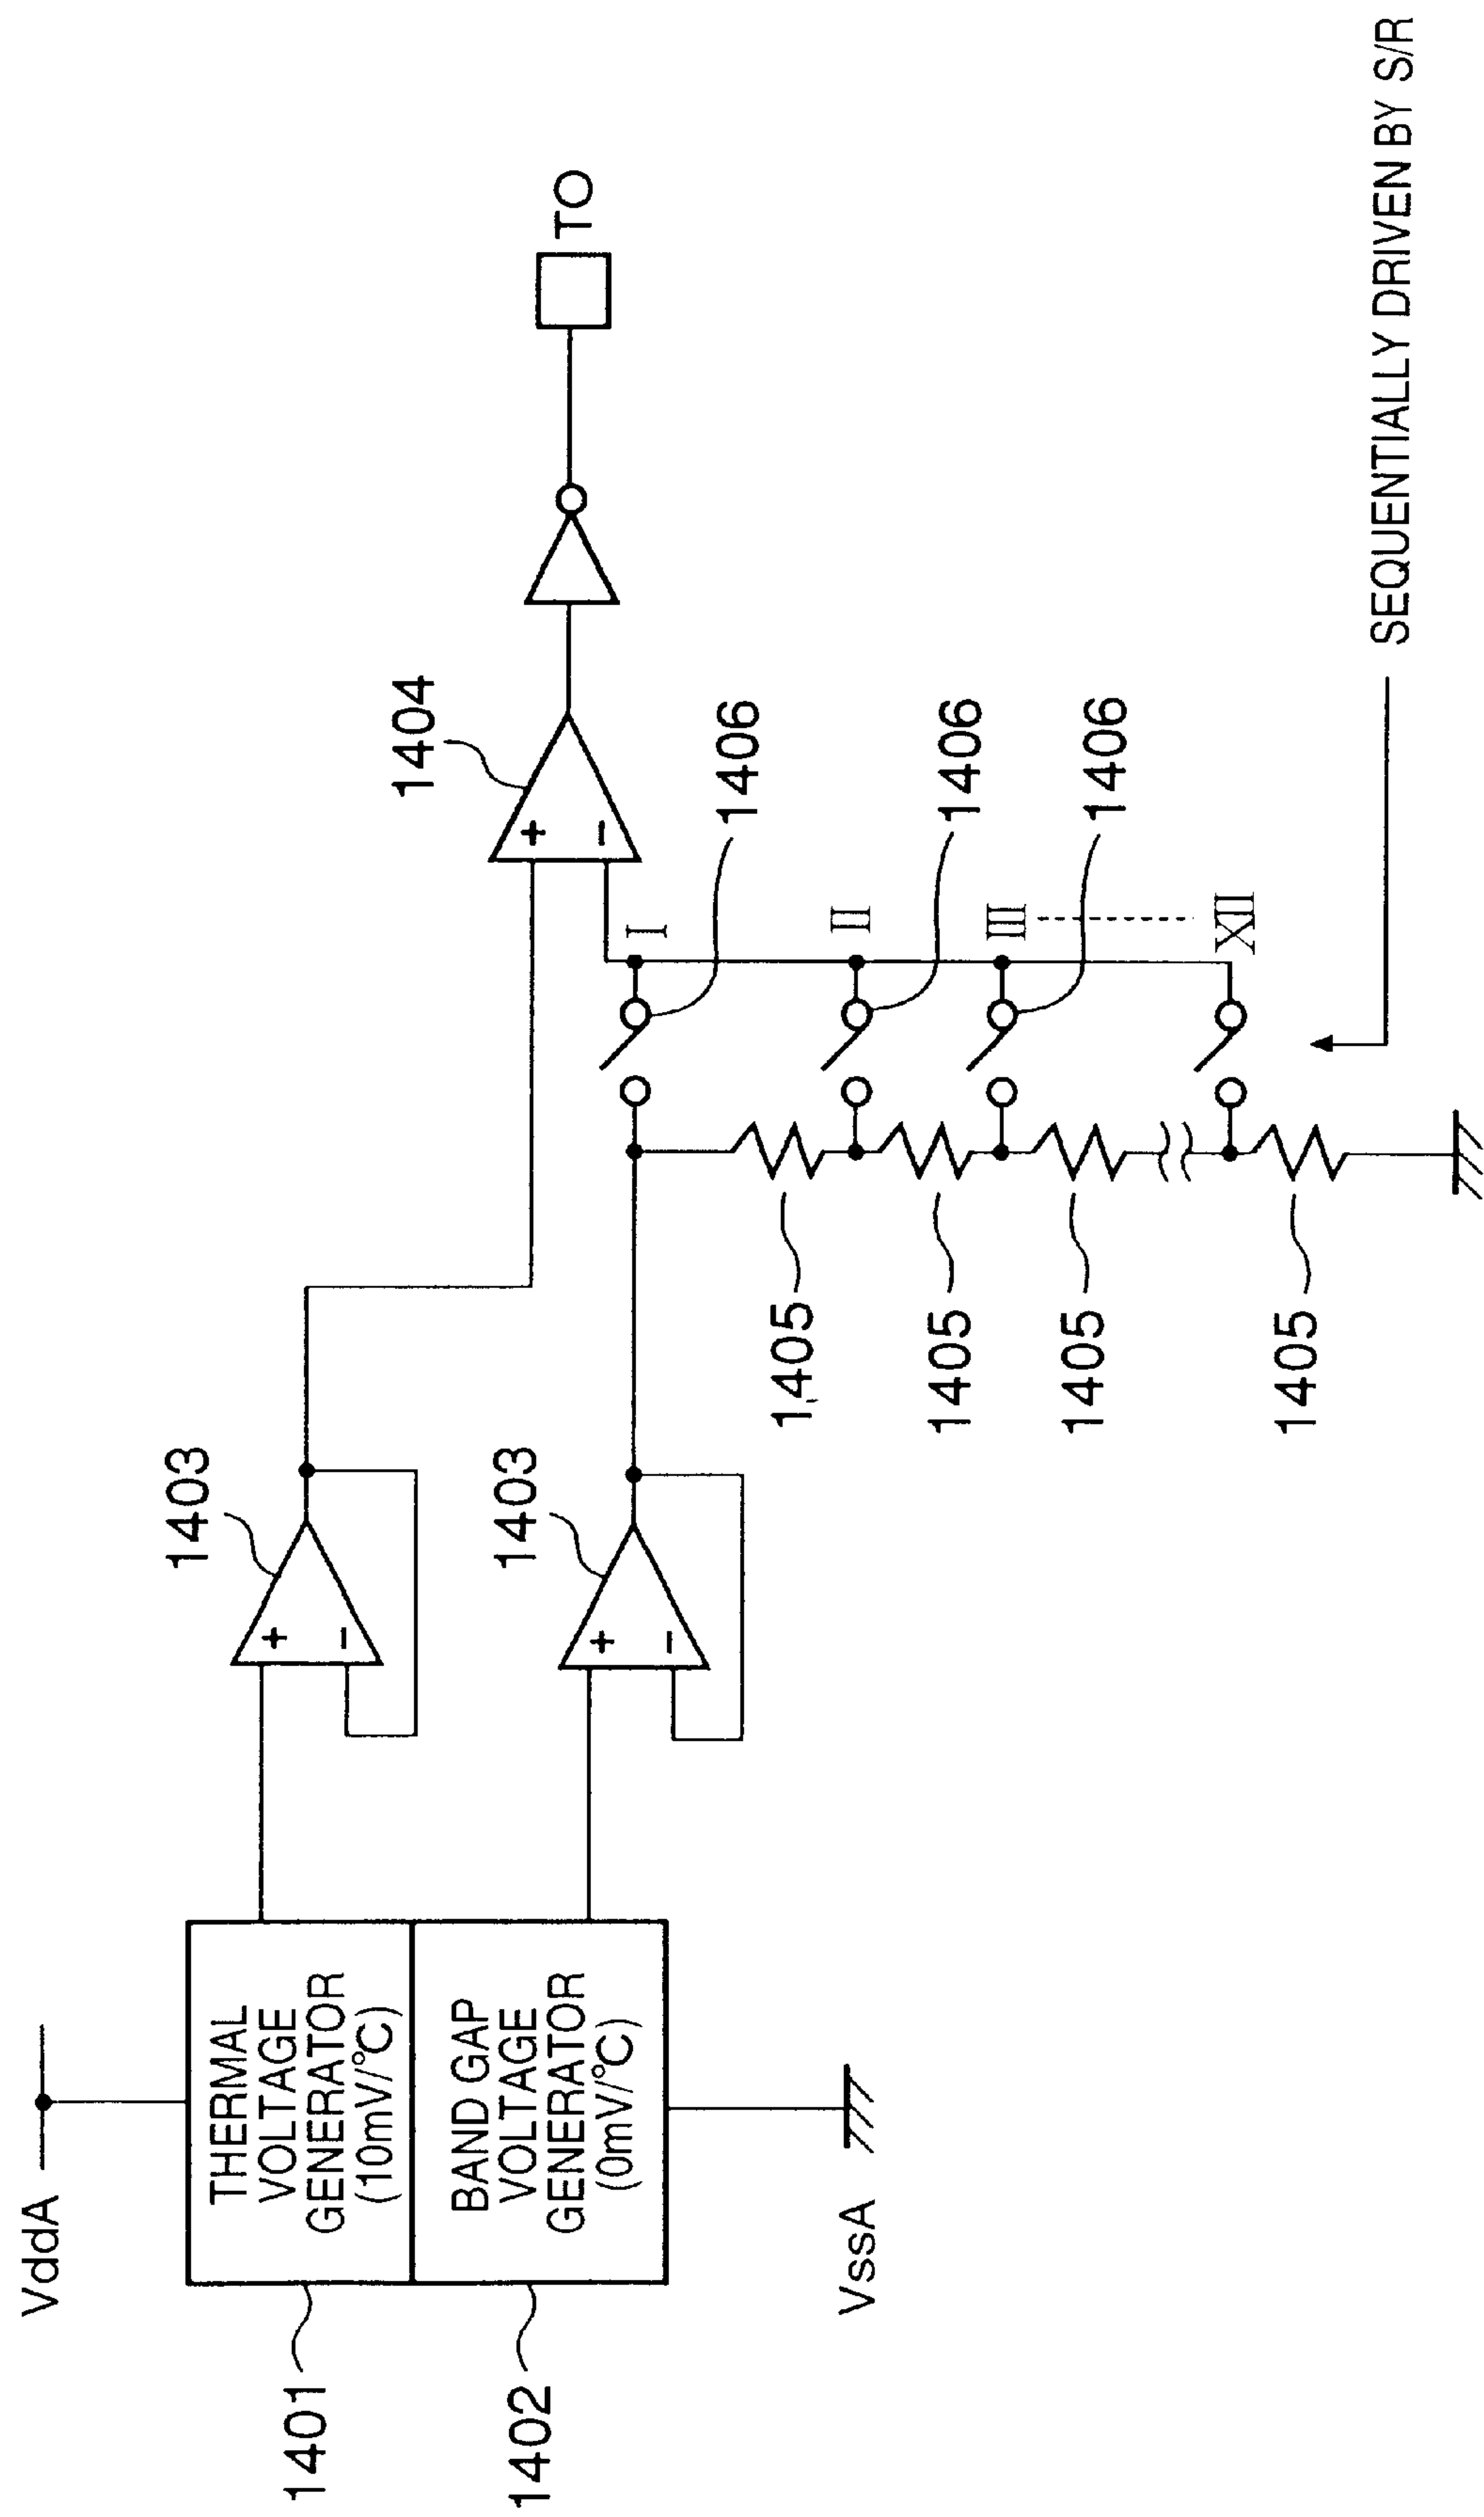 VddA
1401
THERMAL
VOLTAGE
GENERATOR
(10mV/°C)
1402
BAND GAP
VOLTAGE
GENERATOR
(0mV/°C)
VssA
1403
+
−
1403
+
−
1404
+
−
TO
1406
1406
1406
I
II
III
XII
1405
1405
1405
1405
SEQUENTIALLY DRIVEN BY S/R